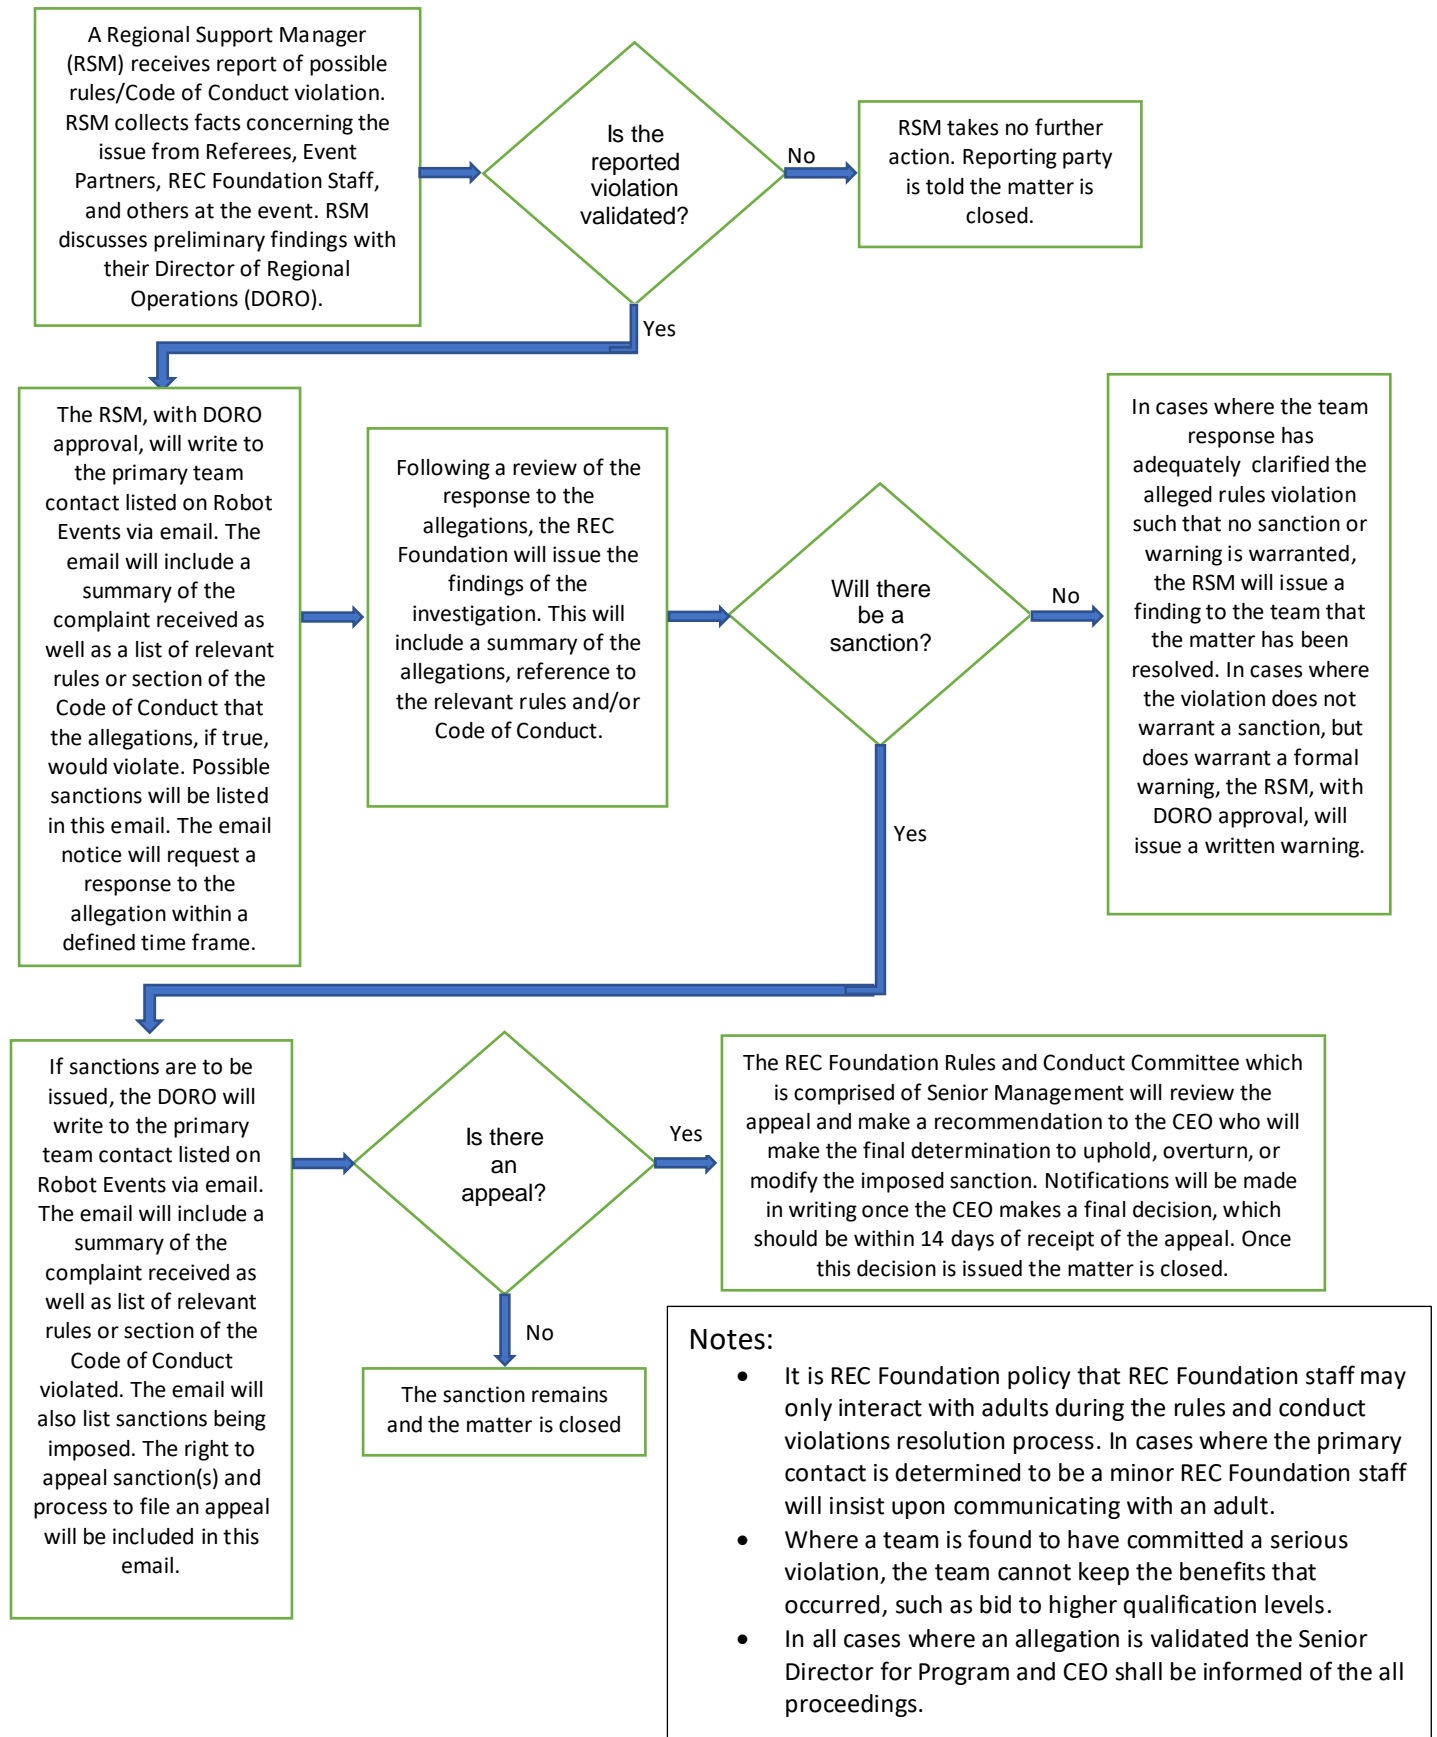 A Regional Support Manager
(RSM) receives report of possible
rules/Code of Conduct violation.
RSM collects facts concerning the
issue from Referees, Event
Partners, REC Foundation Staff,
and others at the event. RSM
discusses preliminary findings with
their Director of Regional
Operations (DORO).
Is the
reported
violation
validated?
No
RSM takes no further
action. Reporting party
is told the matter is
closed.
Yes
The RSM, with DORO
approval, will write to
the primary team
contact listed on Robot
Events via email. The
email will include a
summary of the
complaint received as
well as a list of relevant
rules or section of the
Code of Conduct that
the allegations, if true,
would violate. Possible
sanctions will be listed
in this email. The email
notice will request a
response to the
allegation within a
defined time frame.
Following a review of the
response to the
allegations, the REC
Foundation will issue the
findings of the
investigation. This will
include a summary of the
allegations, reference to
the relevant rules and/or
Code of Conduct.
Will there
be a
sanction?
No
In cases where the team
response has
adequately  clarified the
alleged rules violation
such that no sanction or
warning is warranted,
the RSM will issue a
finding to the team that
the matter has been
resolved. In cases where
the violation does not
warrant a sanction, but
does warrant a formal
warning, the RSM, with
DORO approval, will
issue a written warning.
Yes
If sanctions are to be
issued, the DORO will
write to the primary
team contact listed on
Robot Events via email.
The email will include a
summary of the
complaint received as
well as list of relevant
rules or section of the
Code of Conduct
violated. The email will
also list sanctions being
imposed. The right to
appeal sanction(s) and
process to file an appeal
will be included in this
email.
Is there
an
appeal?
Yes
The REC Foundation Rules and Conduct Committee which
is comprised of Senior Management will review the
appeal and make a recommendation to the CEO who will
make the final determination to uphold, overturn, or
modify the imposed sanction. Notifications will be made
in writing once the CEO makes a final decision, which
should be within 14 days of receipt of the appeal. Once
this decision is issued the matter is closed.
No
The sanction remains
and the matter is closed
Notes:
• It is REC Foundation policy that REC Foundation staff may
only interact with adults during the rules and conduct
violations resolution process. In cases where the primary
contact is determined to be a minor REC Foundation staff
will insist upon communicating with an adult.
• Where a team is found to have committed a serious
violation, the team cannot keep the benefits that
occurred, such as bid to higher qualification levels.
• In all cases where an allegation is validated the Senior
Director for Program and CEO shall be informed of the all
proceedings.